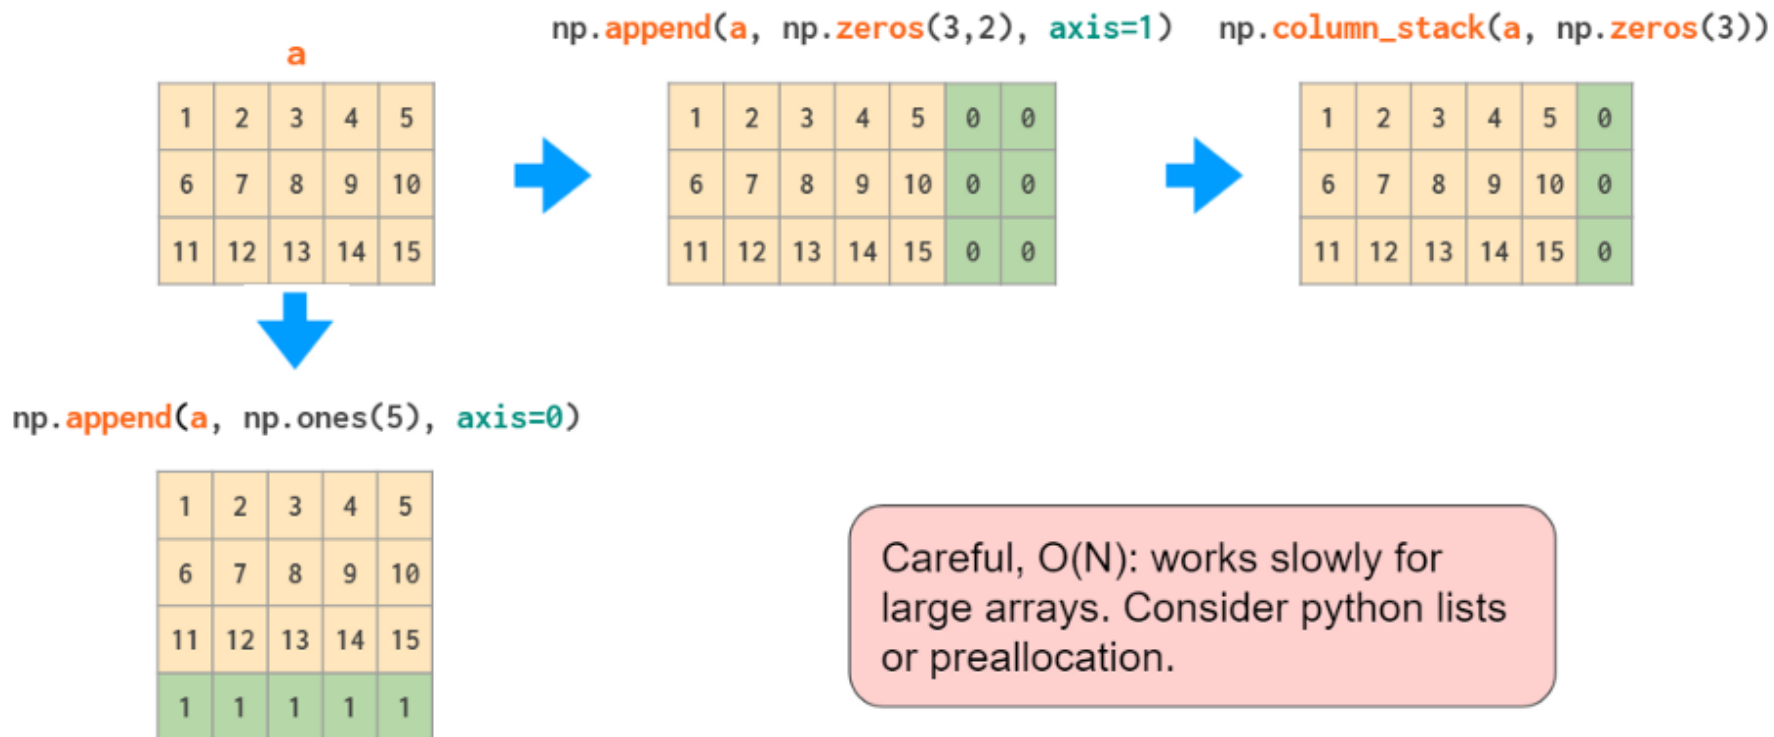 np.append(a, np.zeros(3,2), axis=1) np.column_stack(a, np.zeros(3))
a
1 2 3 4 5
6 7 8 9 10
11 12 13 14 15
1 2 3 4 5 0 0
6 7 8 9 10 0 0
11 12 13 14 15 0 0
1 2 3 4 5 0
6 7 8 9 10 0
11 12 13 14 15 0
np.append(a, np.ones(5), axis=0)
1 2 3 4 5
6 7 8 9 10
11 12 13 14 15
1 1 1 1 1
Careful, O(N): works slowly for
large arrays. Consider python lists
or preallocation.